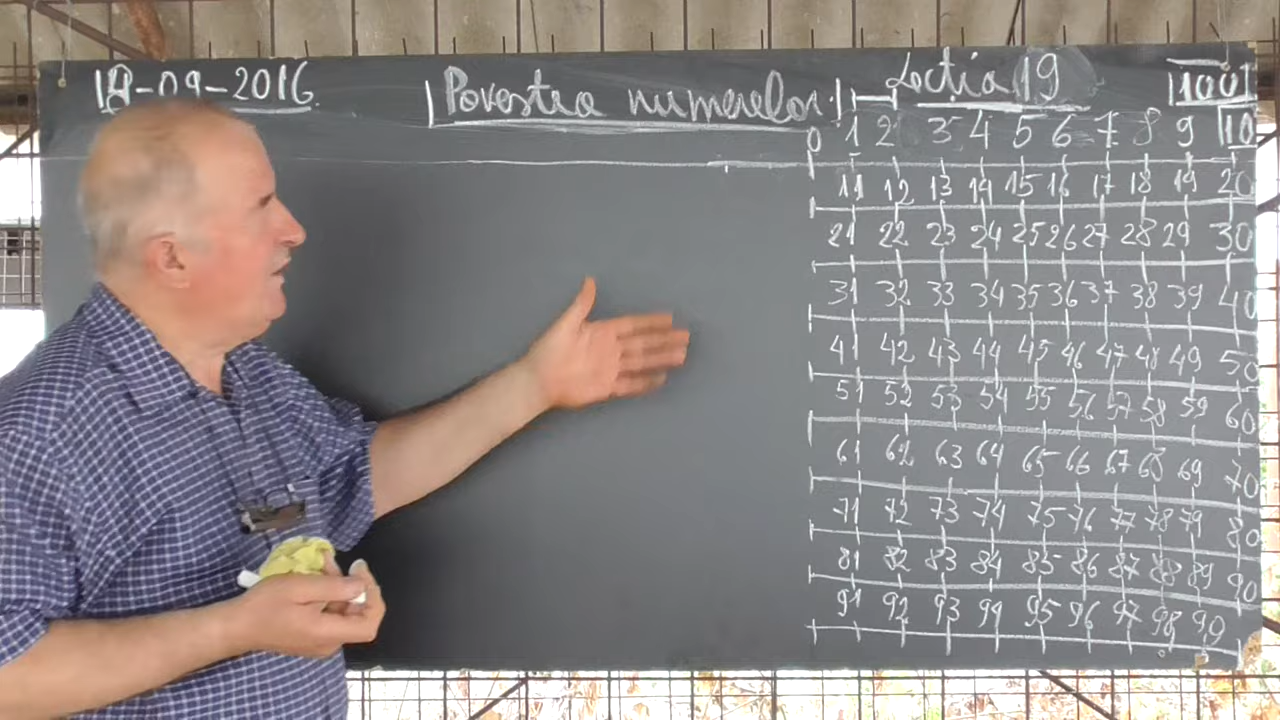 18-09-2016 Povestea numerelor Lectia 19 100
0 1 2 3 4 5 6 7 8 9 10
11 12 13 14 15 16 17 18 19 20
21 22 23 24 25 26 27 28 29 30
31 32 33 34 35 36 37 38 39 40
41 42 43 44 45 46 47 48 49 50
51 52 53 54 55 56 57 58 59 60
61 62 63 64 65 66 67 68 69 70
71 72 73 74 75 76 77 78 79 80
81 82 83 84 85 86 87 88 89 90
91 92 93 94 95 96 97 98 99